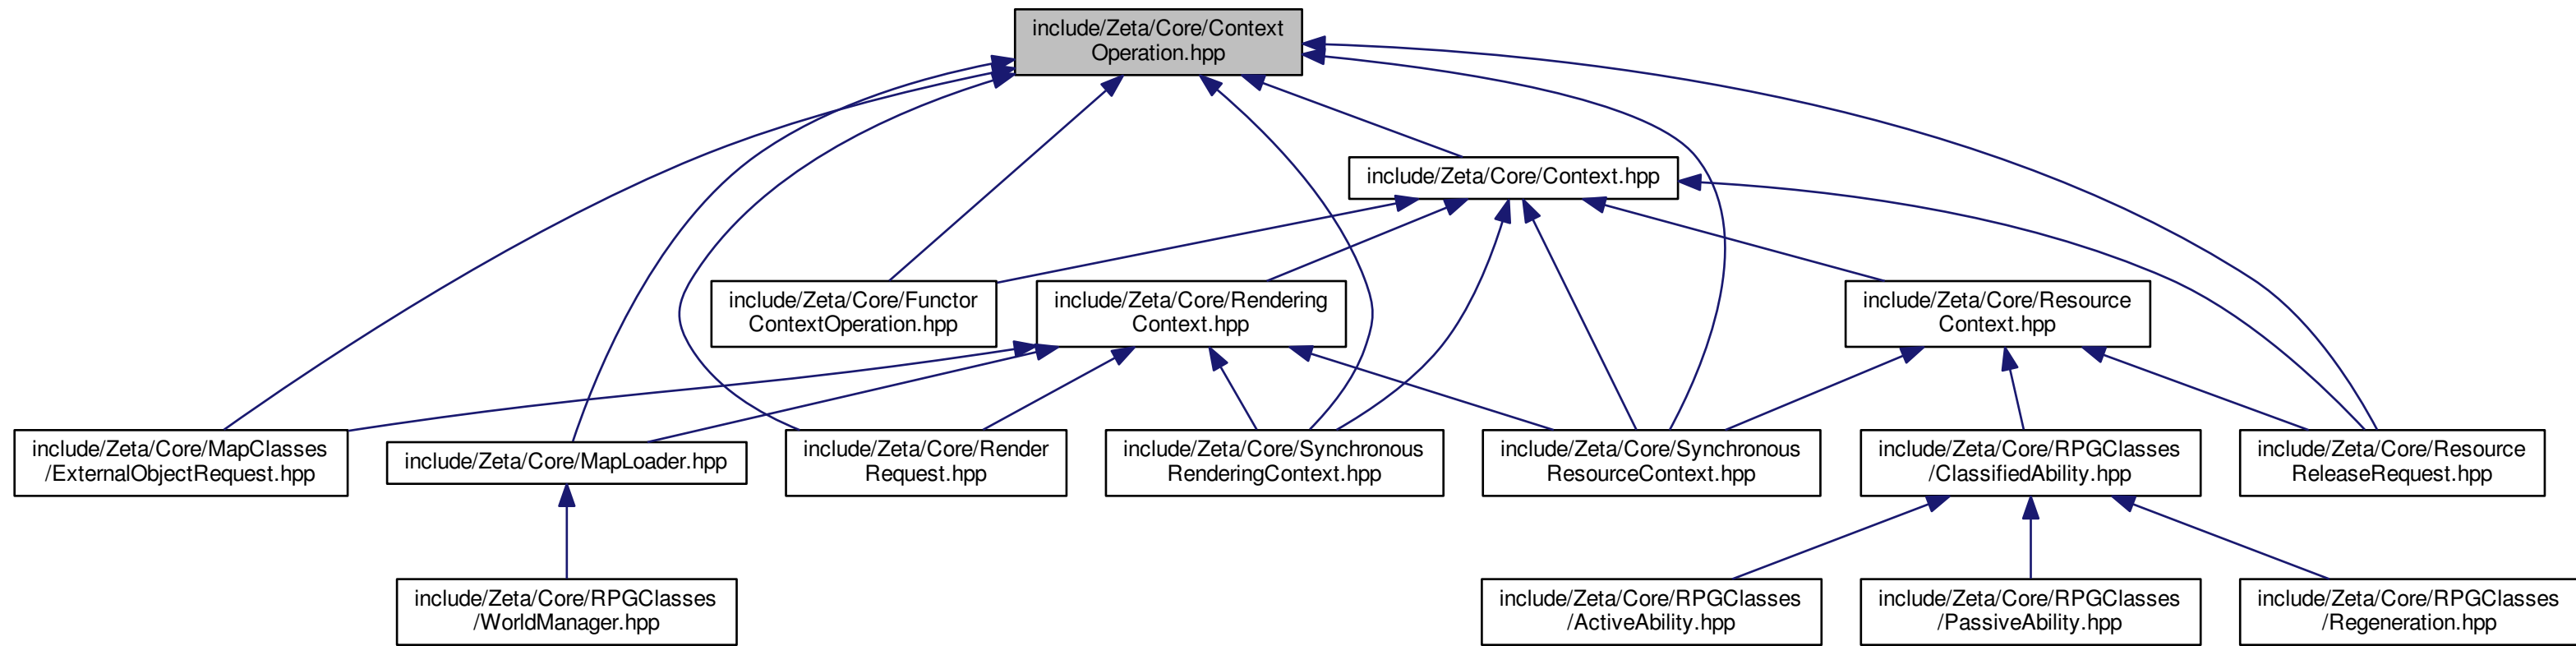 include/Zeta/Core/Context
Operation.hpp
include/Zeta/Core/Context.hpp
include/Zeta/Core/Functor
ContextOperation.hpp
include/Zeta/Core/Rendering
Context.hpp
include/Zeta/Core/Resource
Context.hpp
include/Zeta/Core/MapClasses
/ExternalObjectRequest.hpp
include/Zeta/Core/MapLoader.hpp
include/Zeta/Core/Render
Request.hpp
include/Zeta/Core/Synchronous
RenderingContext.hpp
include/Zeta/Core/Synchronous
ResourceContext.hpp
include/Zeta/Core/RPGClasses
/ClassifiedAbility.hpp
include/Zeta/Core/Resource
ReleaseRequest.hpp
include/Zeta/Core/RPGClasses
/WorldManager.hpp
include/Zeta/Core/RPGClasses
/ActiveAbility.hpp
include/Zeta/Core/RPGClasses
/PassiveAbility.hpp
include/Zeta/Core/RPGClasses
/Regeneration.hpp